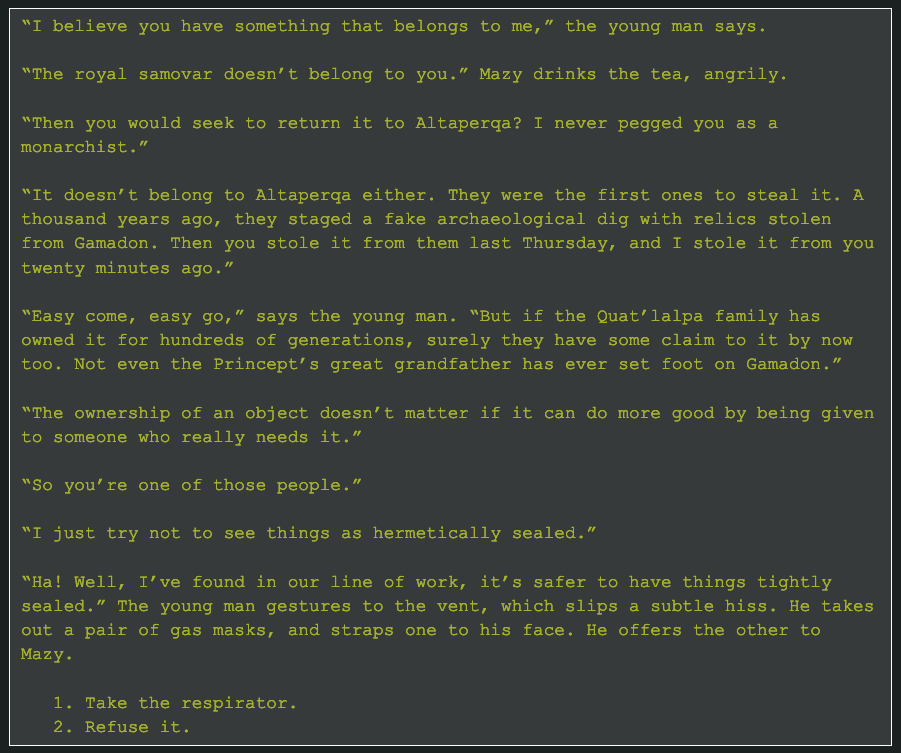 “I believe you have something that belongs to me,” the young man says.
“The royal samovar doesn’t belong to you.” Mazy drinks the tea, angrily.
“Then you would seek to return it to Altaperqa? I never pegged you as a
monarchist.”
“It doesn’t belong to Altaperqa either. They were the first ones to steal it. A
thousand years ago, they staged a fake archaeological dig with relics stolen
from Gamadon. Then you stole it from them last Thursday, and I stole it from you
twenty minutes ago.”
“Easy come, easy go,” says the young man. “But if the Quat’lalpa family has
owned it for hundreds of generations, surely they have some claim to it by now
too. Not even the Princept’s great grandfather has ever set foot on Gamadon.”
“The ownership of an object doesn’t matter if it can do more good by being given
to someone who really needs it.”
“So you’re one of those people.”
“I just try not to see things as hermetically sealed.”
“Ha! Well, I’ve found in our line of work, it’s safer to have things tightly
sealed.” The young man gestures to the vent, which slips a subtle hiss. He takes
out a pair of gas masks, and straps one to his face. He offers the other to
Mazy.
1. Take the respirator.
2. Refuse it.